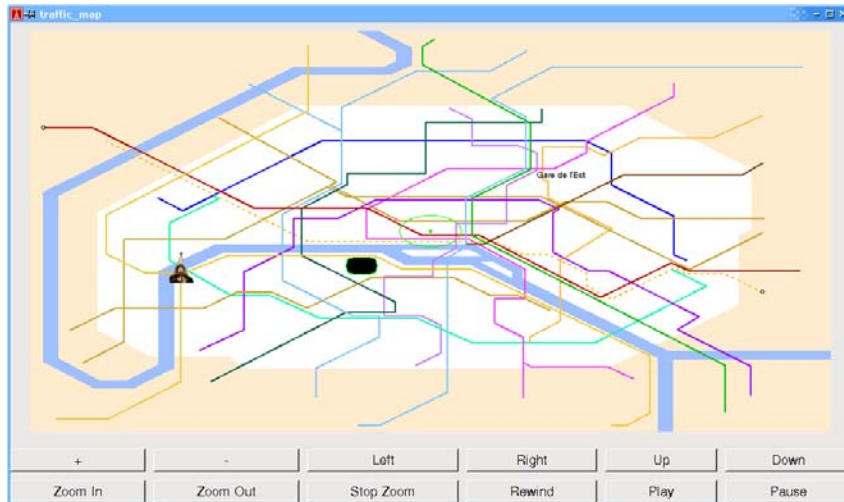 traffic_map
Gare de l'Est
+ - Left Right Up Down
Zoom In Zoom Out Stop Zoom Rewind Play Pause